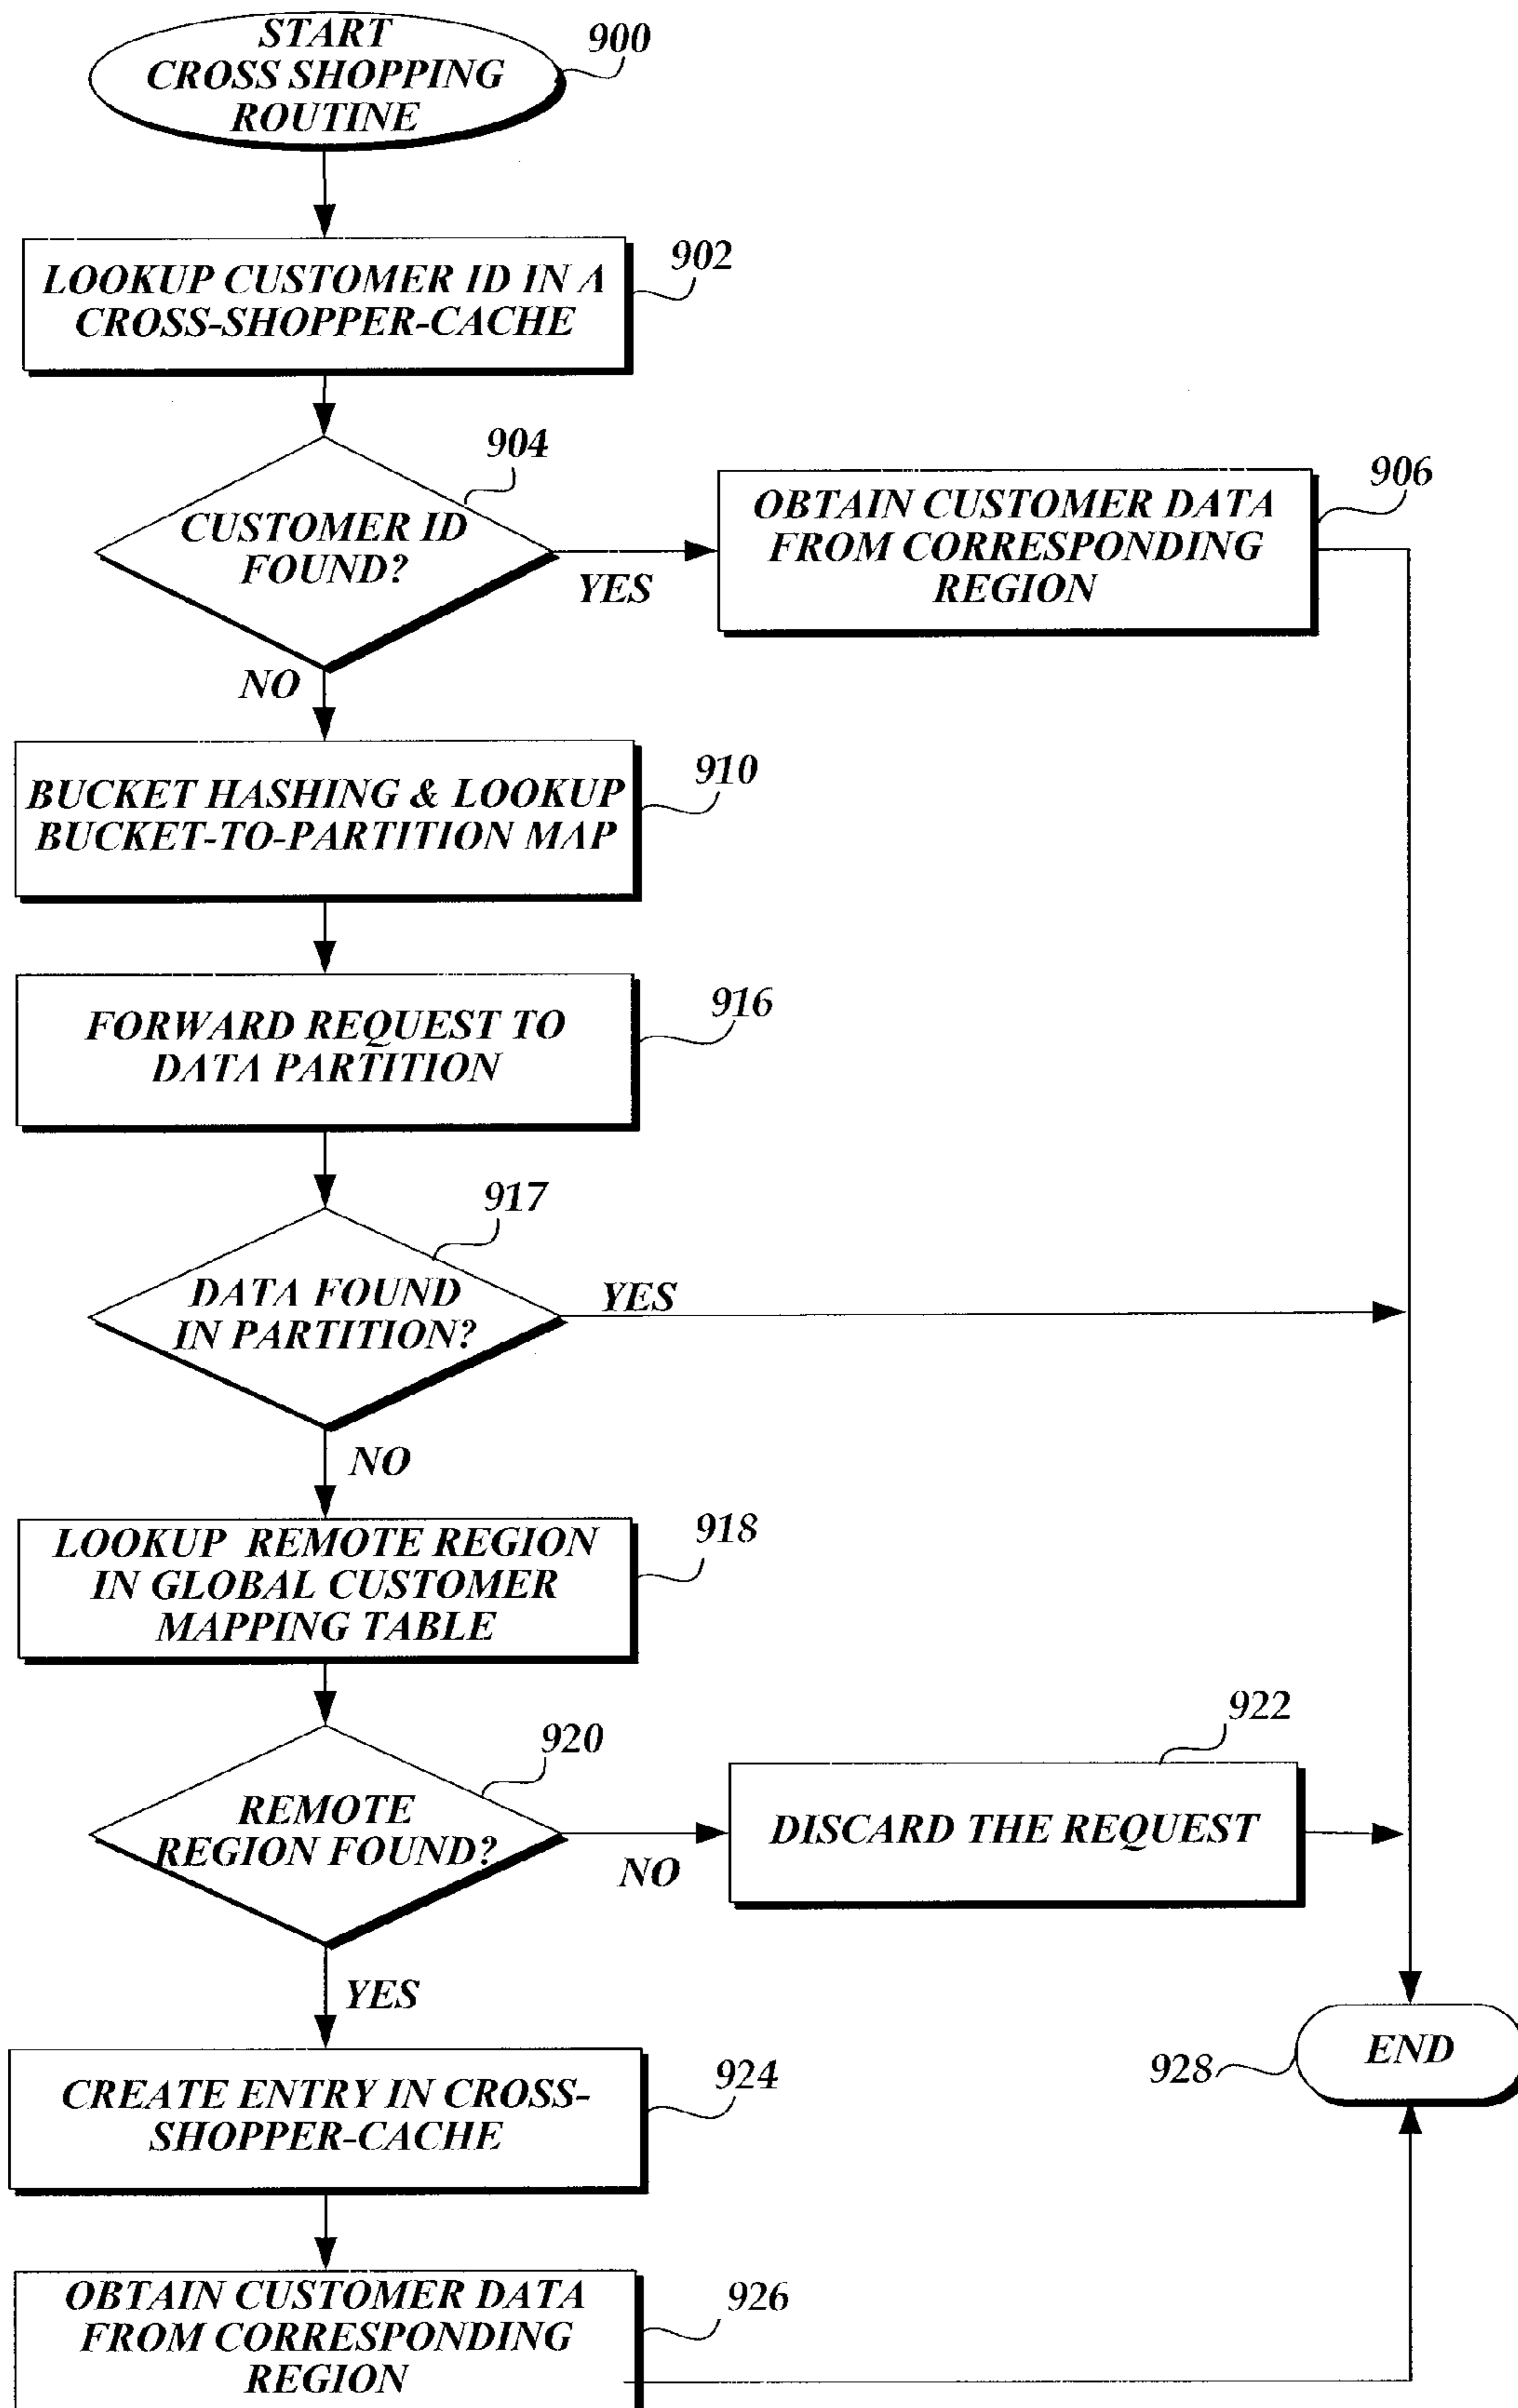 START
CROSS SHOPPING
ROUTINE
900
LOOKUP CUSTOMER ID IN A
CROSS-SHOPPER-CACHE
902
904
CUSTOMER ID
FOUND?
YES
NO
OBTAIN CUSTOMER DATA
FROM CORRESPONDING
REGION
906
BUCKET HASHING & LOOKUP
BUCKET-TO-PARTITION MAP
910
FORWARD REQUEST TO
DATA PARTITION
916
917
DATA FOUND
IN PARTITION?
YES
NO
LOOKUP REMOTE REGION
IN GLOBAL CUSTOMER
MAPPING TABLE
918
920
REMOTE
REGION FOUND?
NO
922
DISCARD THE REQUEST
YES
CREATE ENTRY IN CROSS-
SHOPPER-CACHE
924
928
END
OBTAIN CUSTOMER DATA
FROM CORRESPONDING
REGION
926